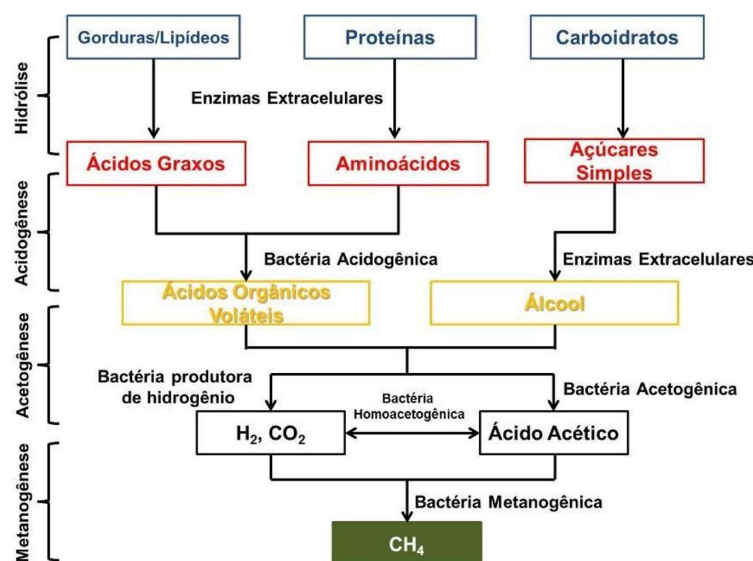 Gorduras/Lipídeos
Proteínas
Carboidratos
Hidrólise
Enzimas Extracelulares
Ácidos Graxos
Aminoácidos
Açúcares
Simples
Acidogênese
Bactéria Acidogênica
Enzimas Extracelulares
Ácidos Orgânicos
Voláteis
Álcool
Acetogênese
Bactéria produtora
de hidrogênio
Bactéria
Homoacetogênica
Bactéria Acetogênica
H₂, CO₂
Ácido Acético
Metanogênese
Bactéria Metanogênica
CH₄